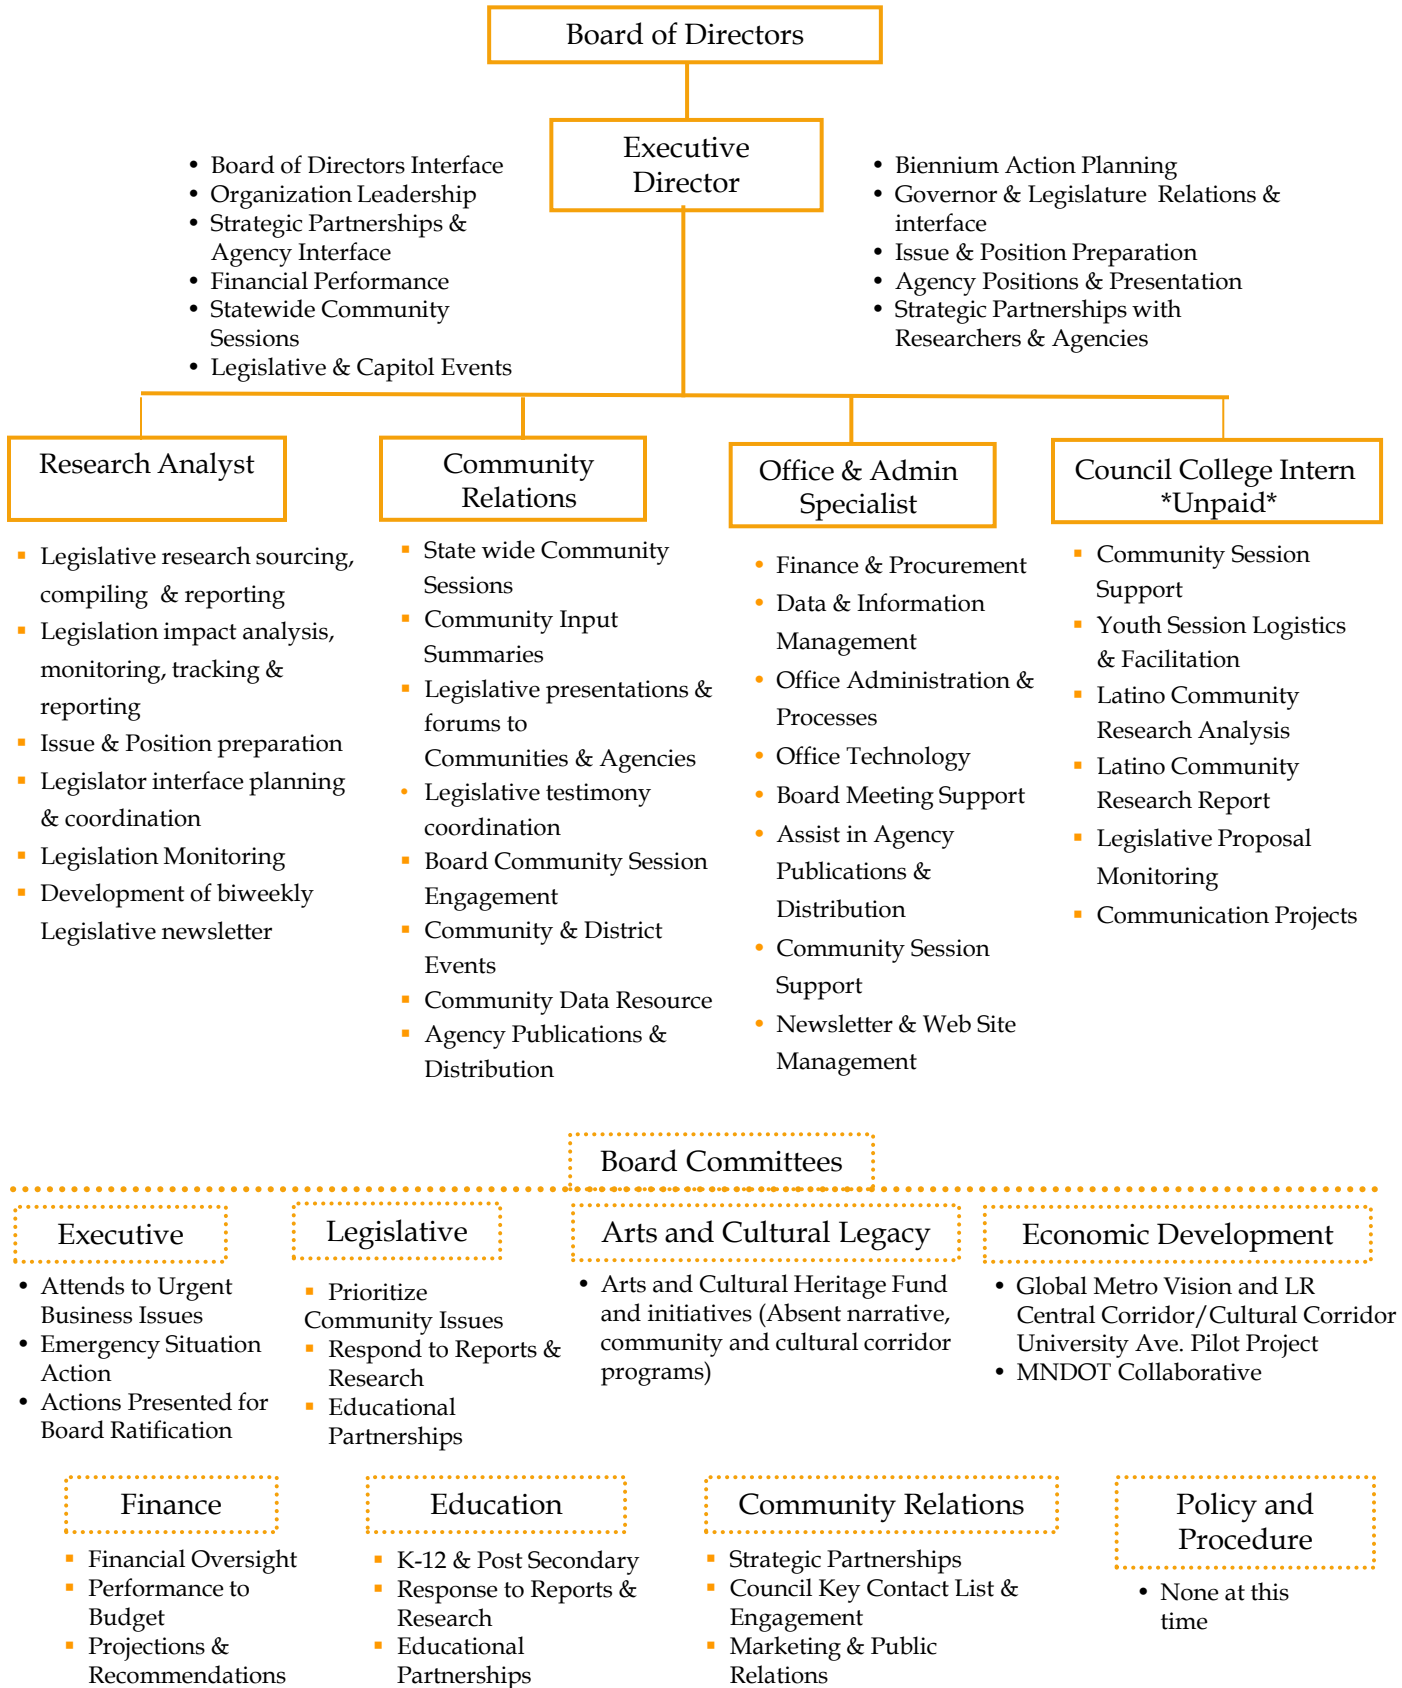 Board of Directors
Executive
Director
• Board of Directors Interface
• Organization Leadership
• Strategic Partnerships &
Agency Interface
• Financial Performance
• Statewide Community
Sessions
• Legislative & Capitol Events
• Biennium Action Planning
• Governor & Legislature Relations &
interface
• Issue & Position Preparation
• Agency Positions & Presentation
• Strategic Partnerships with
Researchers & Agencies
Research Analyst
▪ Legislative research sourcing,
compiling & reporting
▪ Legislation impact analysis,
monitoring, tracking &
reporting
▪ Issue & Position preparation
▪ Legislator interface planning
& coordination
▪ Legislation Monitoring
▪ Development of biweekly
Legislative newsletter
Community
Relations
▪ State wide Community
Sessions
▪ Community Input
Summaries
▪ Legislative presentations &
forums to
Communities & Agencies
• Legislative testimony
coordination
▪ Board Community Session
Engagement
▪ Community & District
Events
▪ Community Data Resource
▪ Agency Publications &
Distribution
Office & Admin
Specialist
• Finance & Procurement
• Data & Information
Management
• Office Administration &
Processes
• Office Technology
• Board Meeting Support
• Assist in Agency
Publications &
Distribution
• Community Session
Support
• Newsletter & Web Site
Management
Council College Intern
*Unpaid*
▪ Community Session
Support
▪ Youth Session Logistics
& Facilitation
▪ Latino Community
Research Analysis
▪ Latino Community
Research Report
▪ Legislative Proposal
Monitoring
▪ Communication Projects
Board Committees
Executive
• Attends to Urgent
Business Issues
• Emergency Situation
Action
• Actions Presented for
Board Ratification
Legislative
▪ Prioritize
Community Issues
▪ Respond to Reports &
Research
▪ Educational
Partnerships
Arts and Cultural Legacy
• Arts and Cultural Heritage Fund
and initiatives (Absent narrative,
community and cultural corridor
programs)
Economic Development
• Global Metro Vision and LR
Central Corridor/Cultural Corridor
University Ave. Pilot Project
• MNDOT Collaborative
Finance
▪ Financial Oversight
▪ Performance to
Budget
▪ Projections &
Recommendations
Education
▪ K-12 & Post Secondary
▪ Response to Reports &
Research
▪ Educational
Partnerships
Community Relations
▪ Strategic Partnerships
▪ Council Key Contact List &
Engagement
▪ Marketing & Public
Relations
Policy and
Procedure
• None at this
time